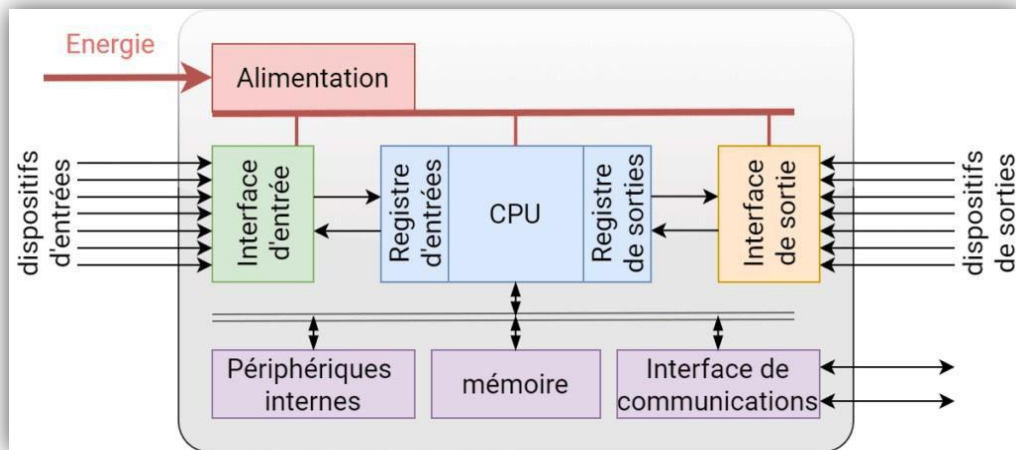 Energie
Alimentation
dispositifs
d'entrées
Interface
d'entrée
Registre
d'entrées
CPU
Registre
de sorties
Interface
de sortie
dispositifs
de sorties
Périphériques
internes
mémoire
Interface de
communications